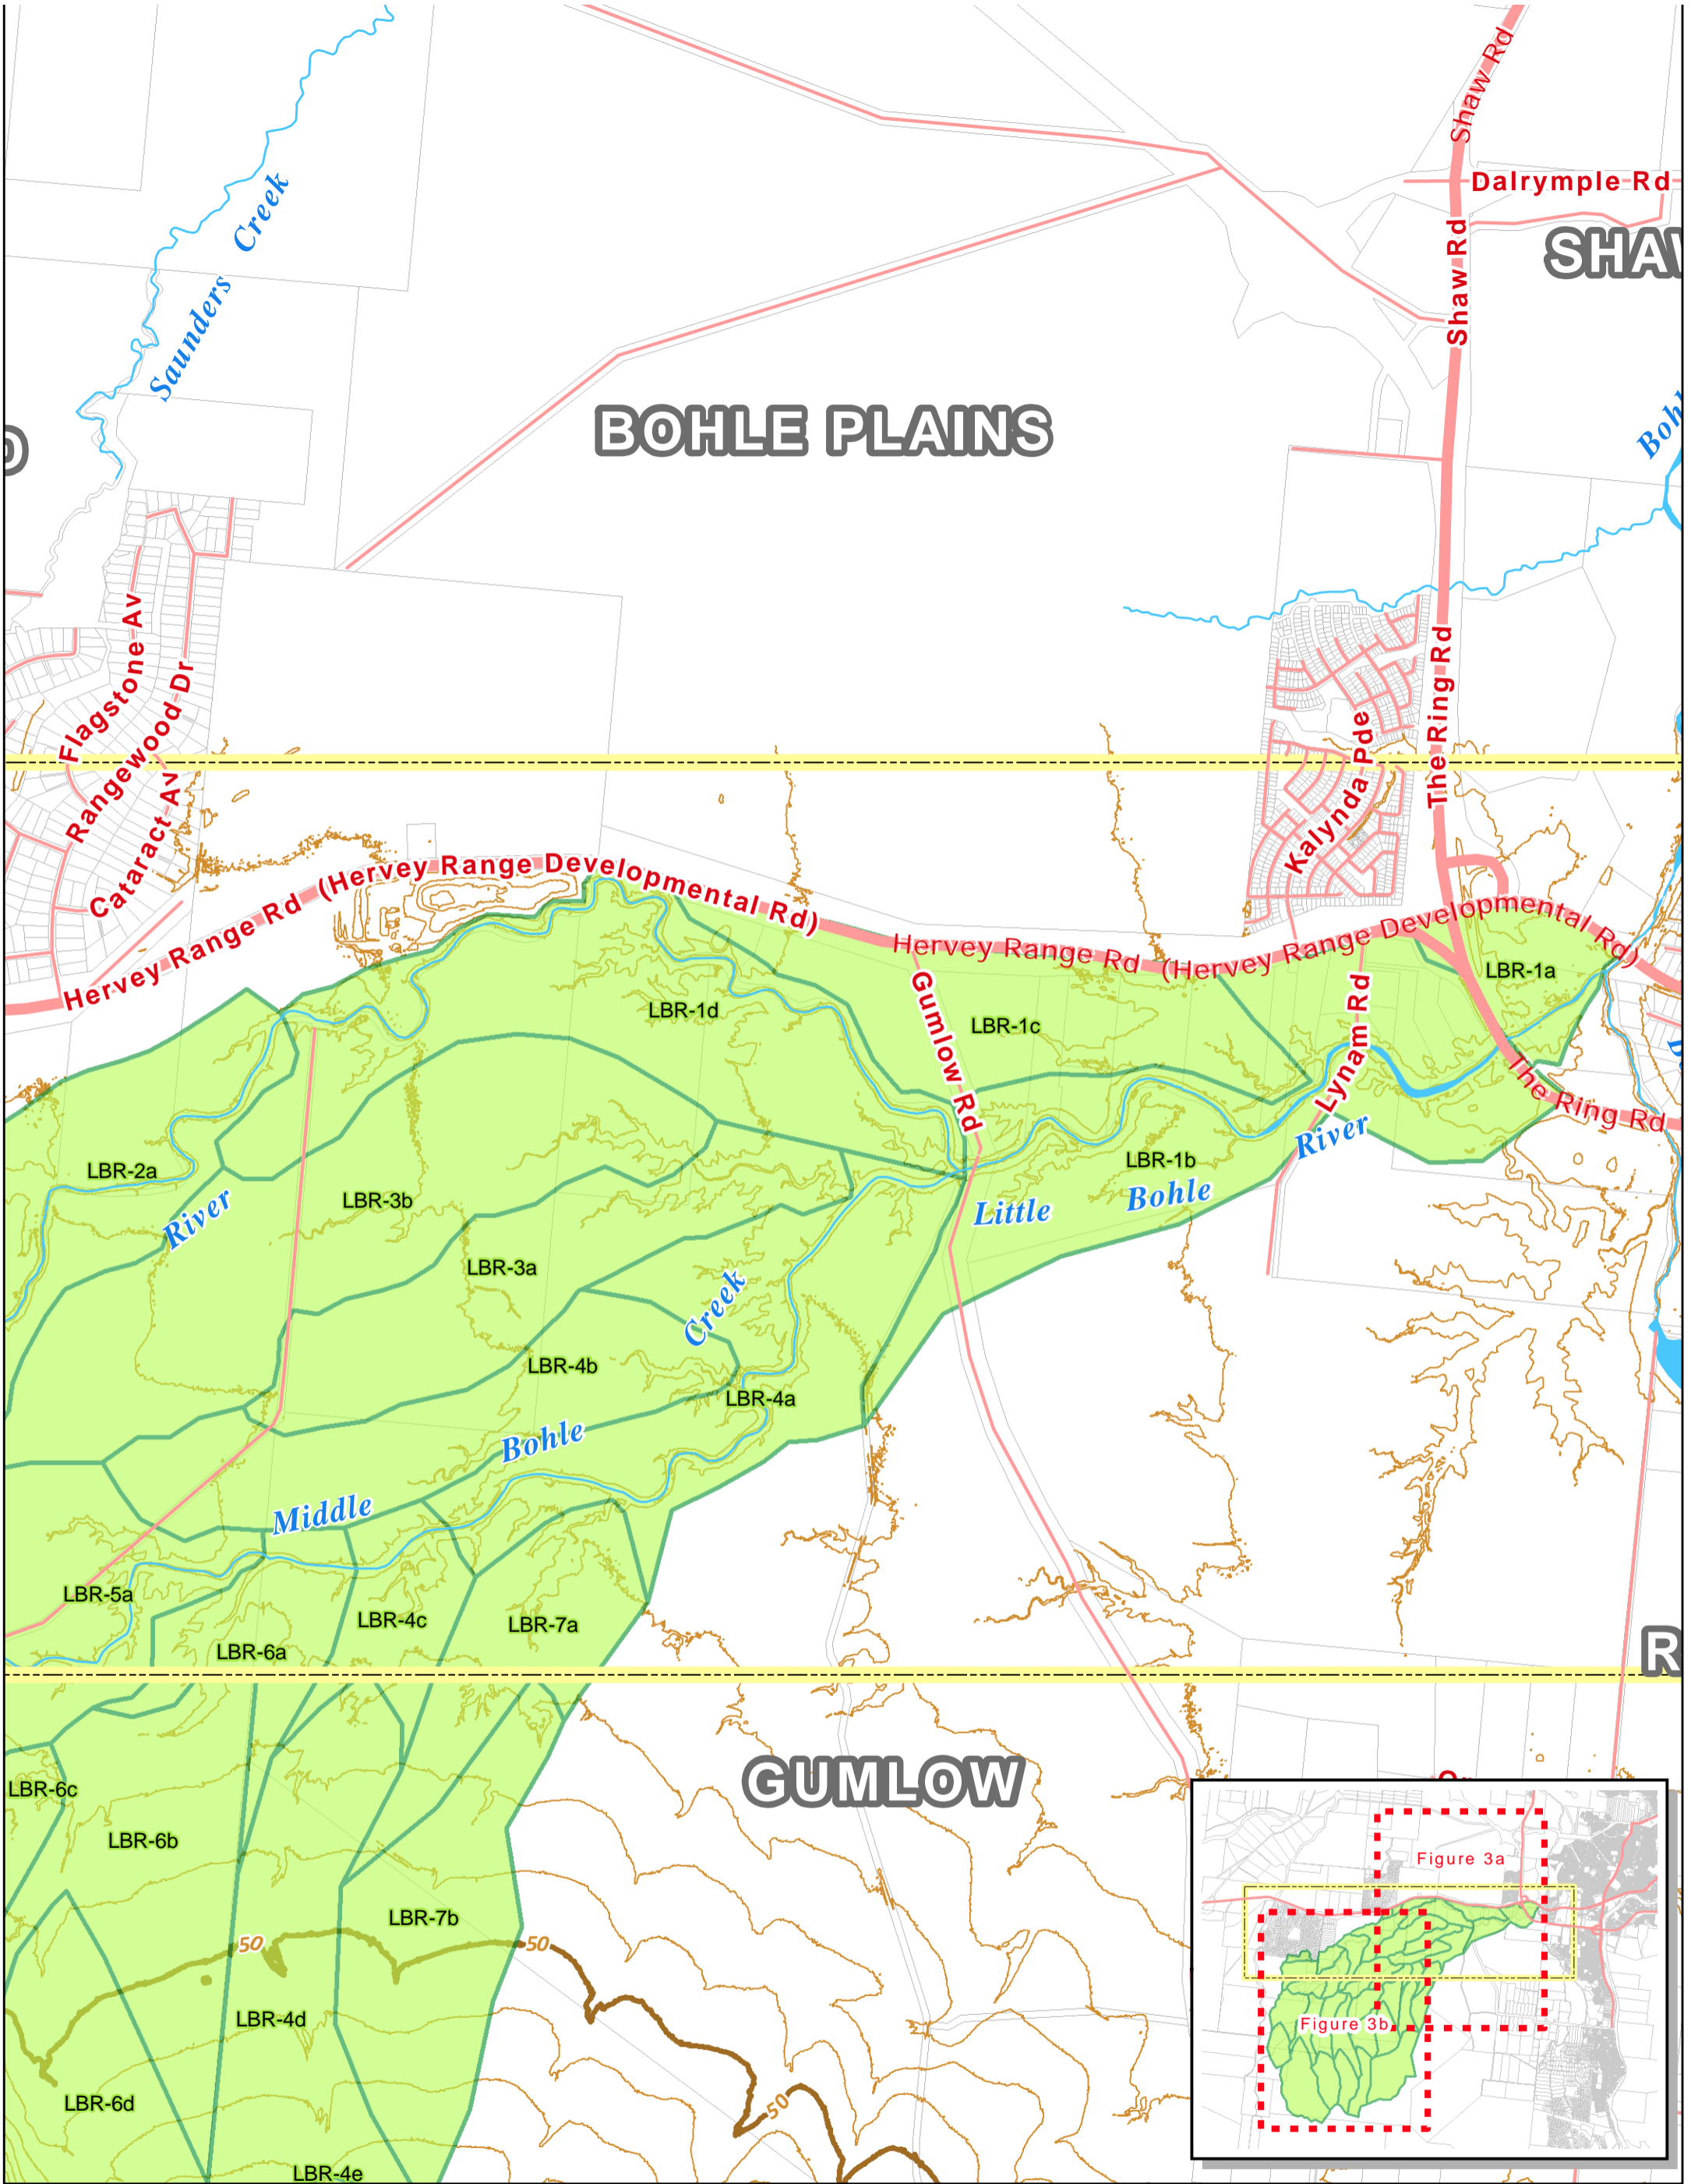 Shaw Rd
Dalrymple Rd
Saunders Creek
Shaw Rd
SHAW
BOHLE PLAINS
Bohl
D
Flagstone Av
Rangewood Dr
Cataract Av
The Ring Rd
Kalynda Pde
Hervey Range Rd (Hervey Range Developmental Rd)
Hervey Range Rd (Hervey Range Developmental Rd)
LBR-1a
LBR-1d
LBR-1c
Gumlow Rd
Lynam Rd
The Ring Rd
LBR-2a
LBR-1b
River
LBR-3b
River
Little Bohle
LBR-3a
Creek
LBR-4b
LBR-4a
Bohle
Middle
LBR-5a
LBR-4c
LBR-7a
LBR-6a
R
GUMLOW
LBR-6c
LBR-6b
Figure 3a
LBR-7b
50
50
LBR-4d
Figure 3b
50
LBR-6d
LBR-4e